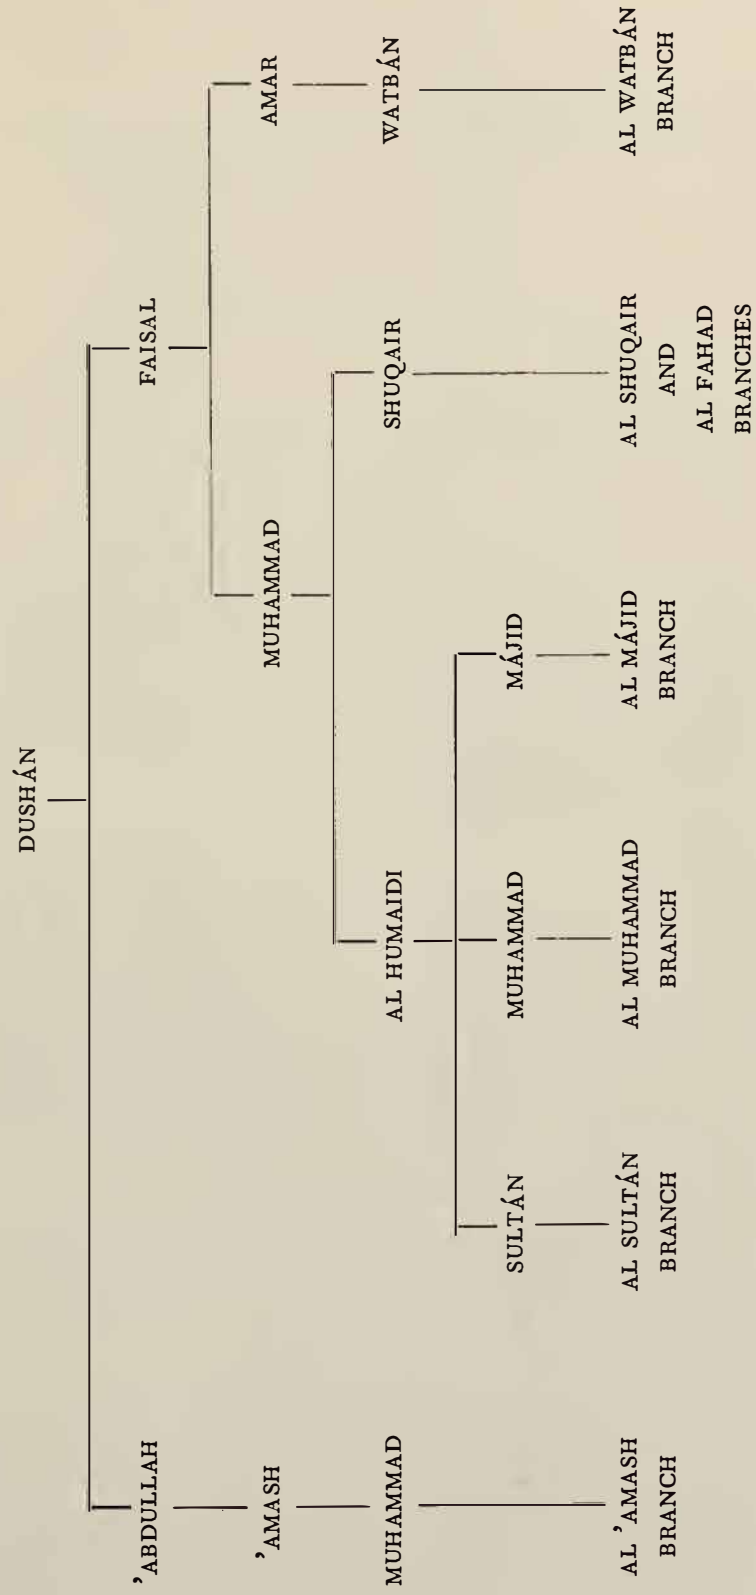 DUSHÁN
'ABDULLAH
FAISAL
'AMASH
MUHAMMAD
AMAR
MUHAMMAD
AL HUMAIDI
SHUQAIR
WATBÁN
SULTÁN
MUHAMMAD
MÁJID
AL 'AMASH
BRANCH
AL SULTÁN
BRANCH
AL MUHAMMAD
BRANCH
AL MÁJID
BRANCH
AL SHUQAIR
AND
AL FAHAD
BRANCHES
AL WATBÁN
BRANCH